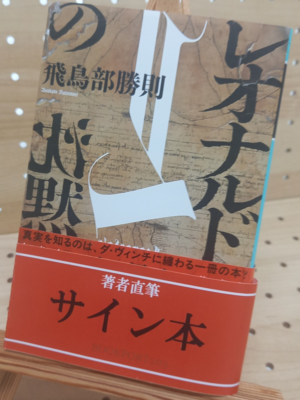 レオナルド
の沈黙
飛鳥部勝則
真実を知るのは、ダ・ヴィンチに纏わる一冊の本?
著者直筆
サイン本